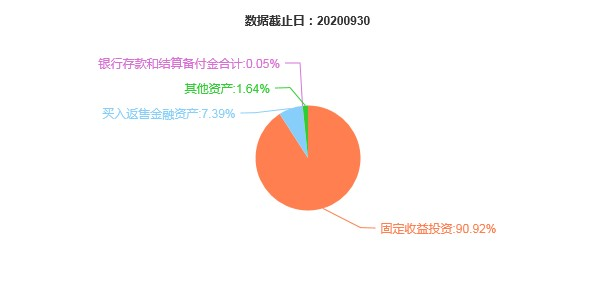 数据截止日：20200930
银行存款和结算备付金合计:0.05%
其他资产:1.64%
买入返售金融资产:7.39%
固定收益投资:90.92%